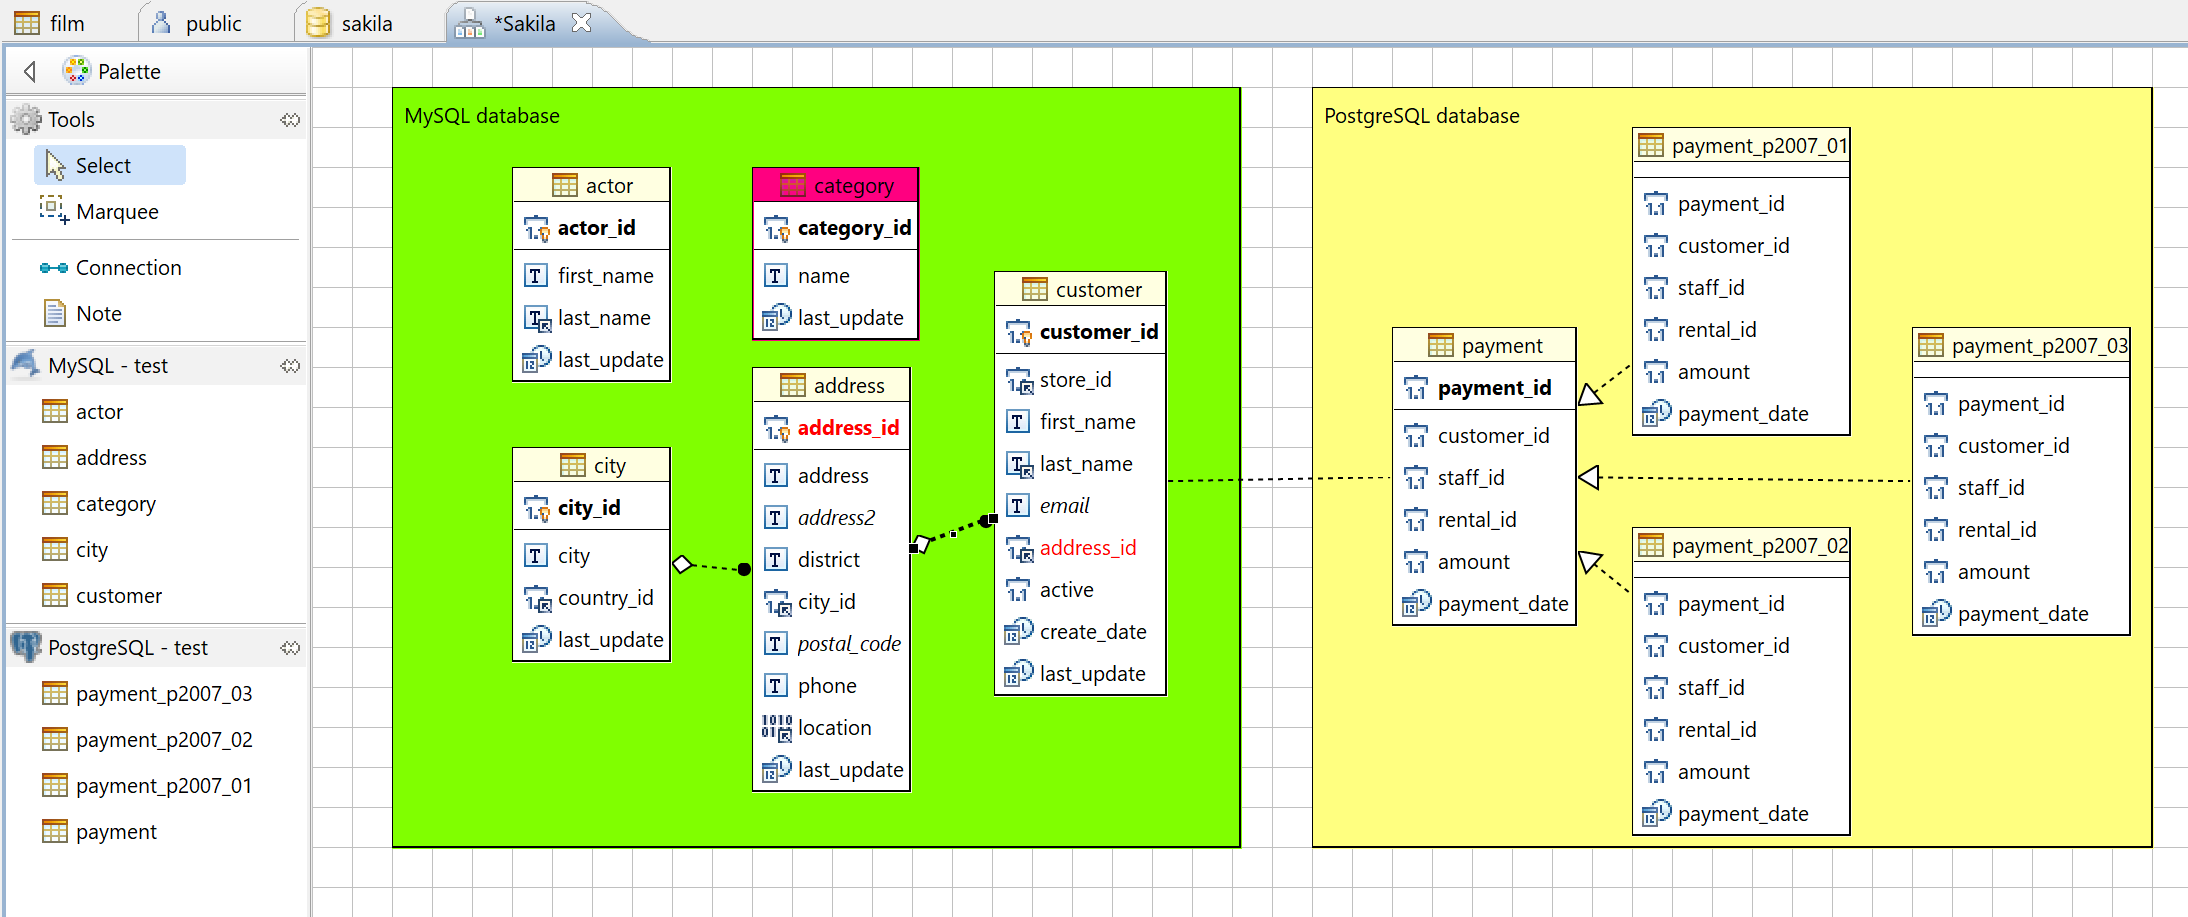 film
public
sakila
*Sakila
Palette
Tools
Select
Marquee
Connection
Note
MySQL - test
actor
address
category
city
customer
PostgreSQL - test
payment_p2007_03
payment_p2007_02
payment_p2007_01
payment
MySQL database
actor
actor_id
first_name
last_name
last_update
category
category_id
name
last_update
city
city_id
city
country_id
last_update
address
address_id
address
address2
district
city_id
postal_code
phone
location
last_update
customer
customer_id
store_id
first_name
last_name
email
address_id
active
create_date
last_update
PostgreSQL database
payment
payment_id
customer_id
staff_id
rental_id
amount
payment_date
payment_p2007_01
payment_id
customer_id
staff_id
rental_id
amount
payment_date
payment_p2007_02
payment_id
customer_id
staff_id
rental_id
amount
payment_date
payment_p2007_03
payment_id
customer_id
staff_id
rental_id
amount
payment_date